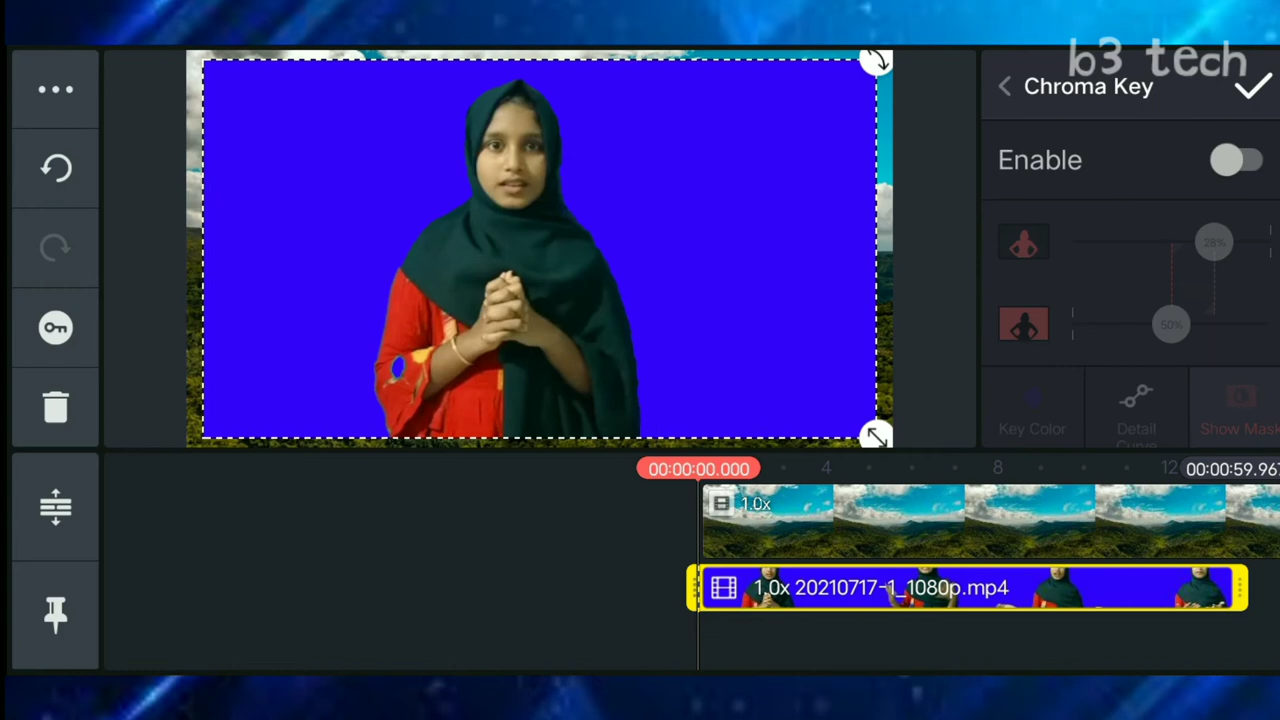 b3 tech
Chroma Key
Enable
28%
50%
Key Color
Detail
Curve
Show Mask
00:00:00.000
4
8
12
00:00:59.967
1.0x
1.0x 20210717-1_1080p.mp4